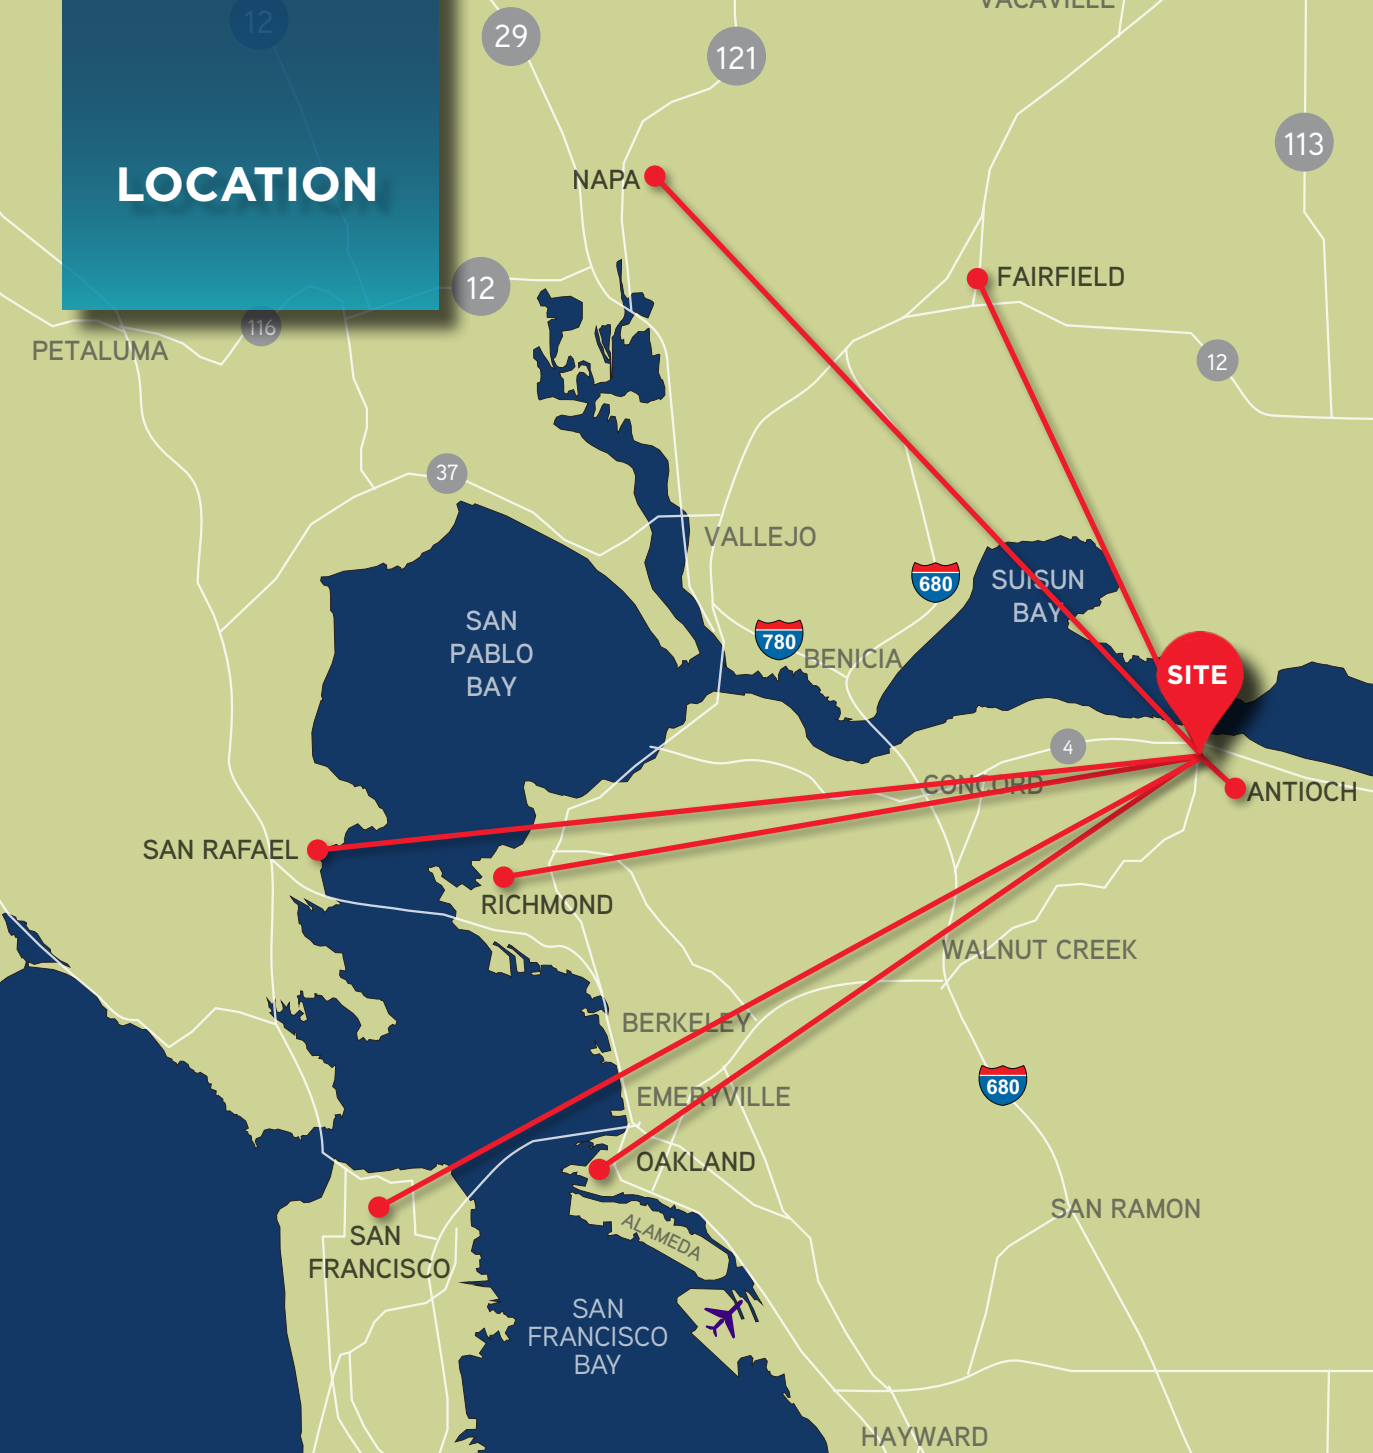 VACAVILLE
12
29
121
113
LOCATION
NAPA
FAIRFIELD
12
116
PETALUMA
12
37
VALLEJO
680
SUISUN
BAY
SAN
PABLO
BAY
780
BENICIA
SITE
4
CONCORD
ANTIOCH
SAN RAFAEL
RICHMOND
WALNUT CREEK
BERKELEY
EMERYVILLE
680
OAKLAND
SAN RAMON
ALAMEDA
SAN
FRANCISCO
SAN
FRANCISCO
BAY
HAYWARD